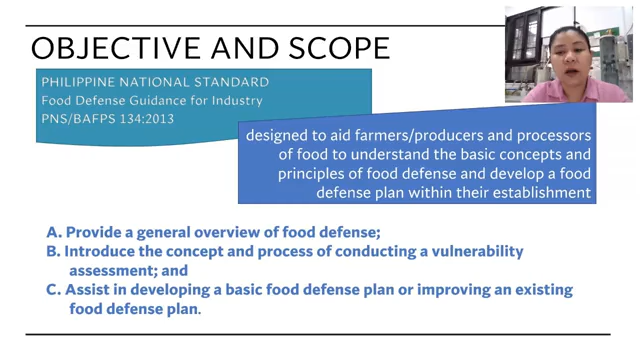 OBJECTIVE AND SCOPE
PHILIPPINE NATIONAL STANDARD
Food Defense Guidance for Industry
PNS/BAFPS 134:2013
designed to aid farmers/producers and processors
of food to understand the basic concepts and
principles of food defense and develop a food
defense plan within their establishment
A. Provide a general overview of food defense;
B. Introduce the concept and process of conducting a vulnerability
assessment; and
C. Assist in developing a basic food defense plan or improving an existing
food defense plan.